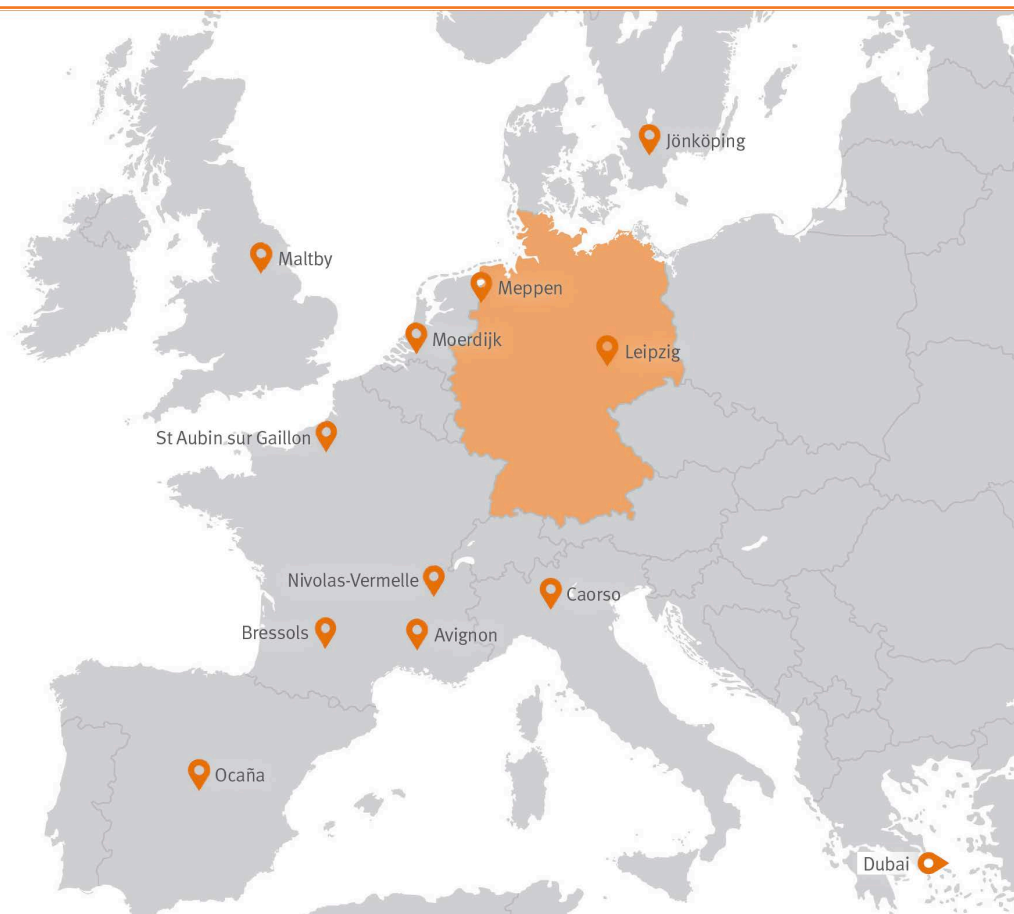 Jönköping
Maltby
Meppen
Moerdijk
Leipzig
St Aubin sur Gaillon
Nivolas-Vermelle
Caorso
Bressols
Avignon
Ocaña
Dubai